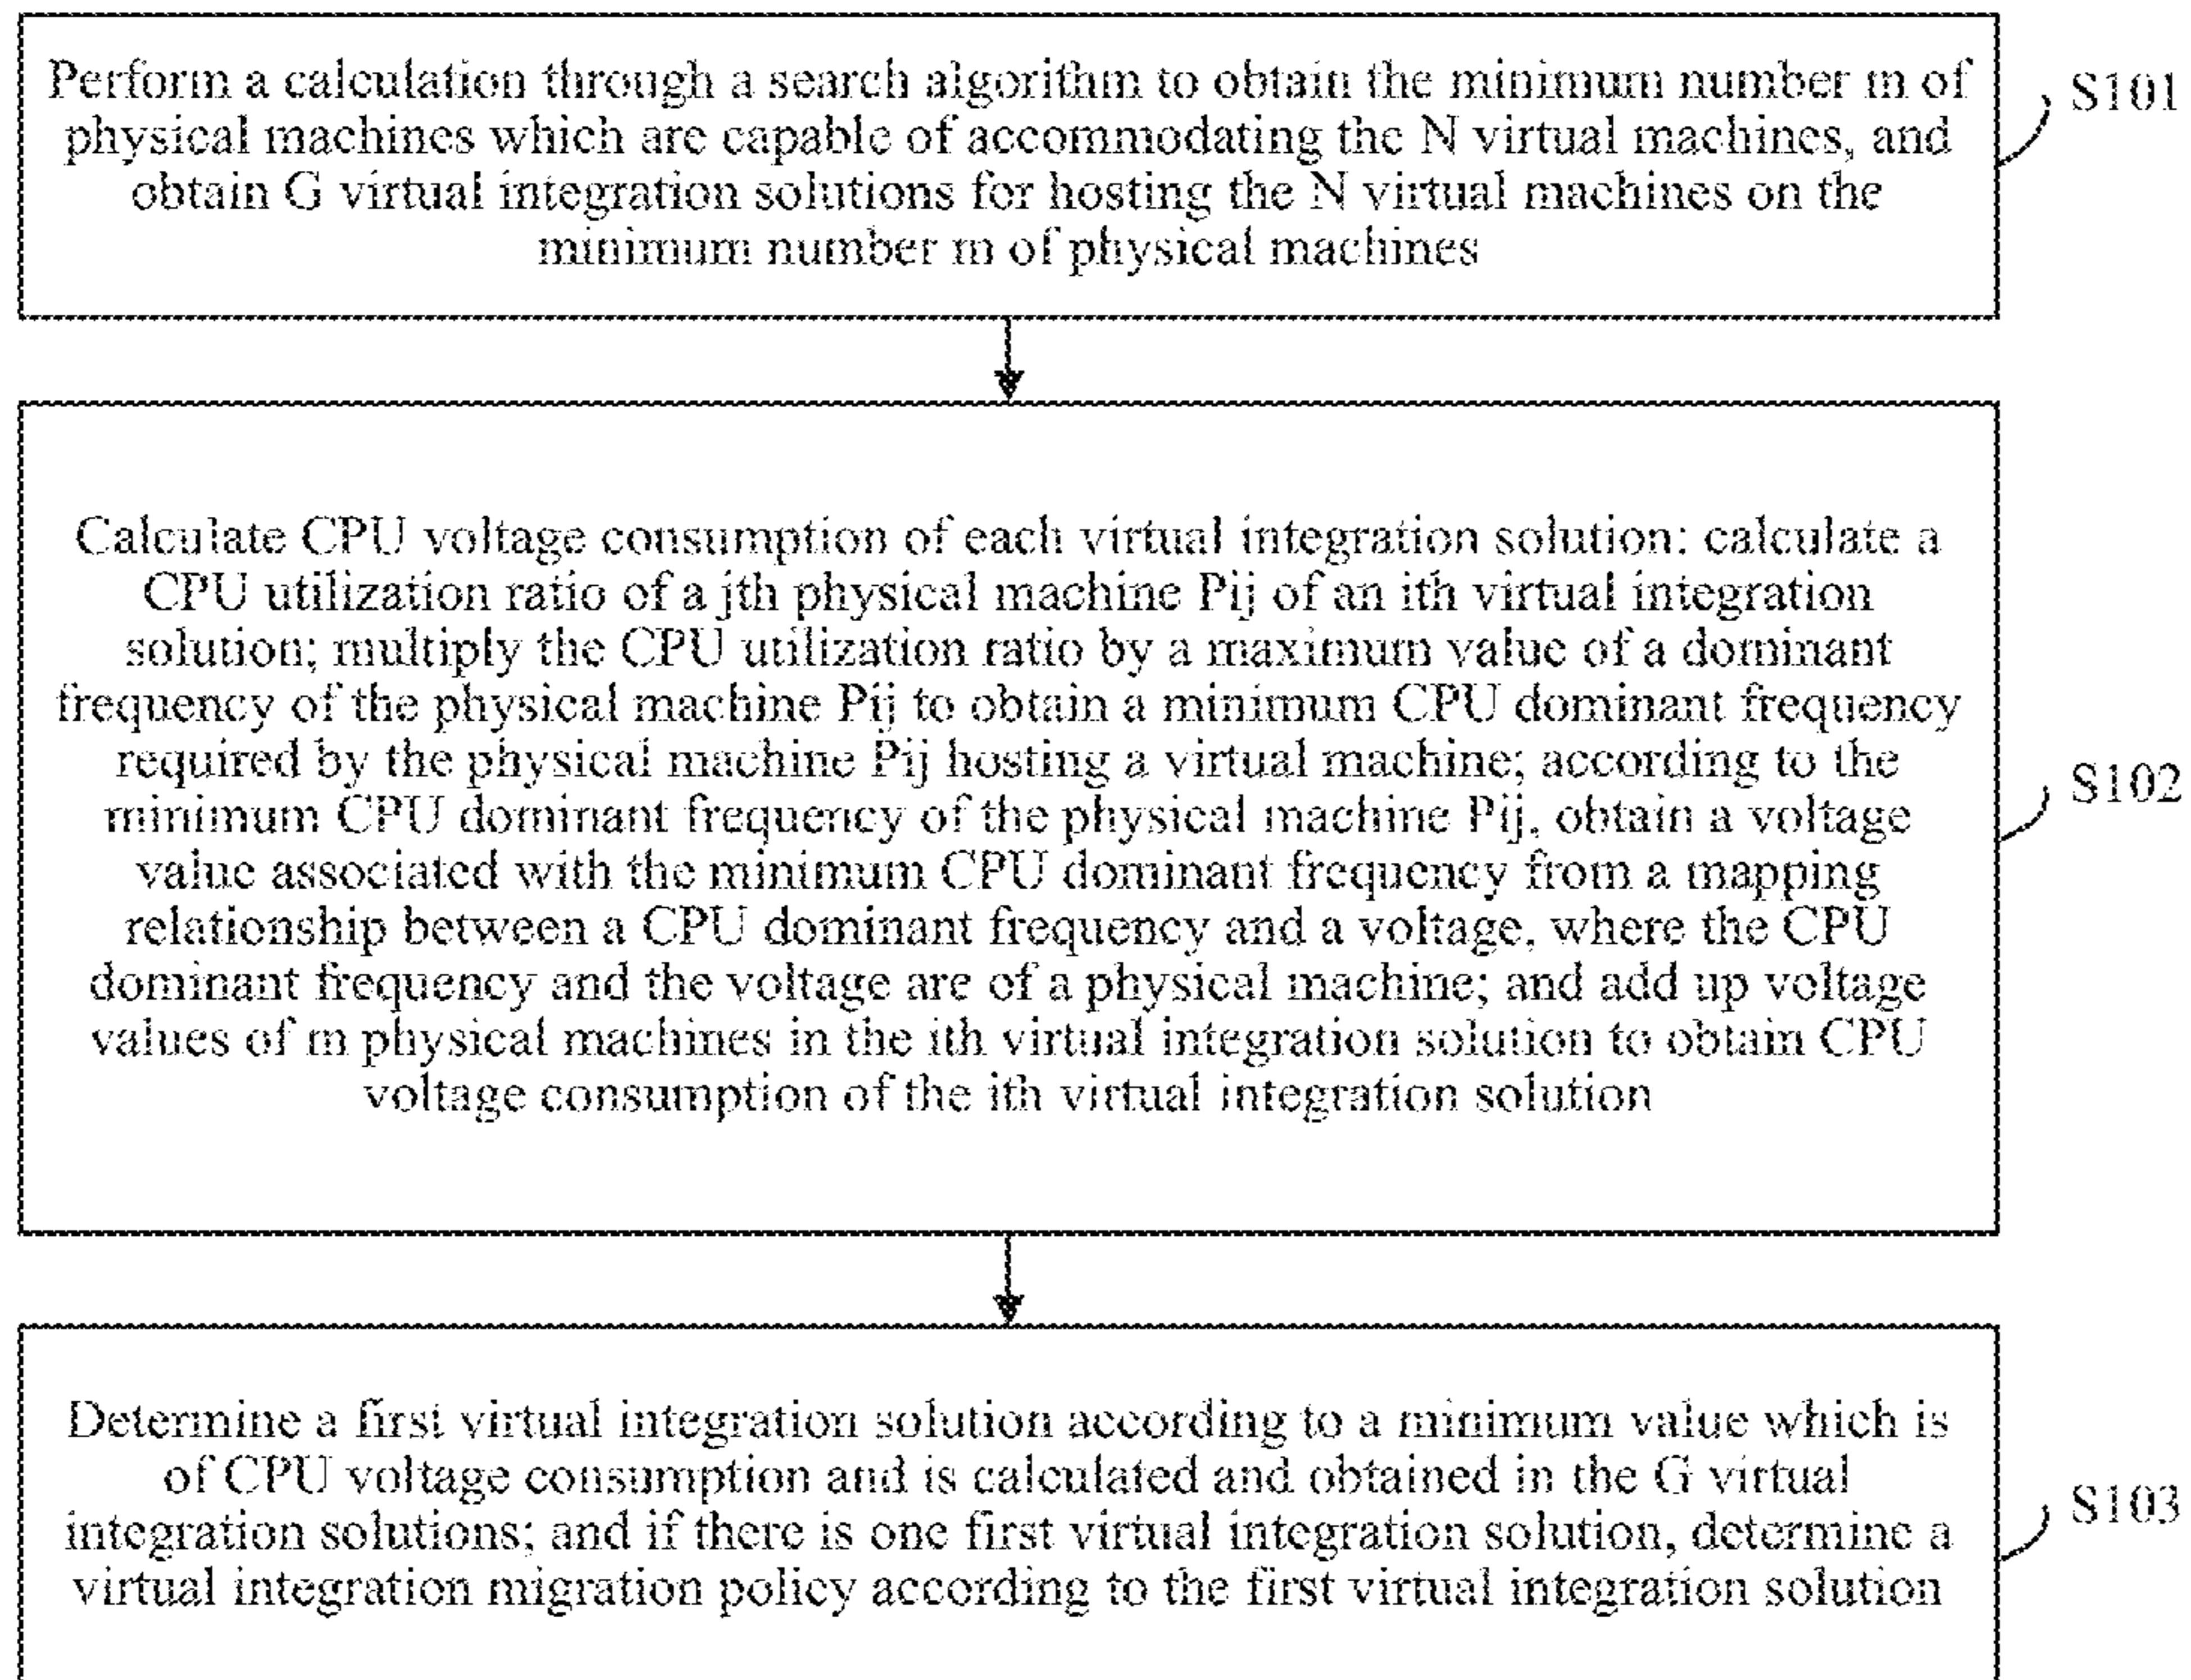 Perform a calculation through a search algorithm to obtain the minimum number m of
physical machines which are capable of accommodating the N virtual machines, and
obtain G virtual integration solutions for hosting the N virtual machines on the
minimum number m of physical machines
S101
Calculate CPU voltage consumption of each virtual integration solution: calculate a
CPU utilization ratio of a jth physical machine Pij of an ith virtual integration
solution; multiply the CPU utilization ratio by a maximum value of a dominant
frequency of the physical machine Pij to obtain a minimum CPU dominant frequency
required by the physical machine Pij hosting a virtual machine; according to the
minimum CPU dominant frequency of the physical machine Pij, obtain a voltage
value associated with the minimum CPU dominant frequency from a mapping
relationship between a CPU dominant frequency and a voltage, where the CPU
dominant frequency and the voltage are of a physical machine; and add up voltage
values of m physical machines in the ith virtual integration solution to obtain CPU
voltage consumption of the ith virtual integration solution
S102
Determine a first virtual integration solution according to a minimum value which is
of CPU voltage consumption and is calculated and obtained in the G virtual
integration solutions; and if there is one first virtual integration solution, determine a
virtual integration migration policy according to the first virtual integration solution
S103